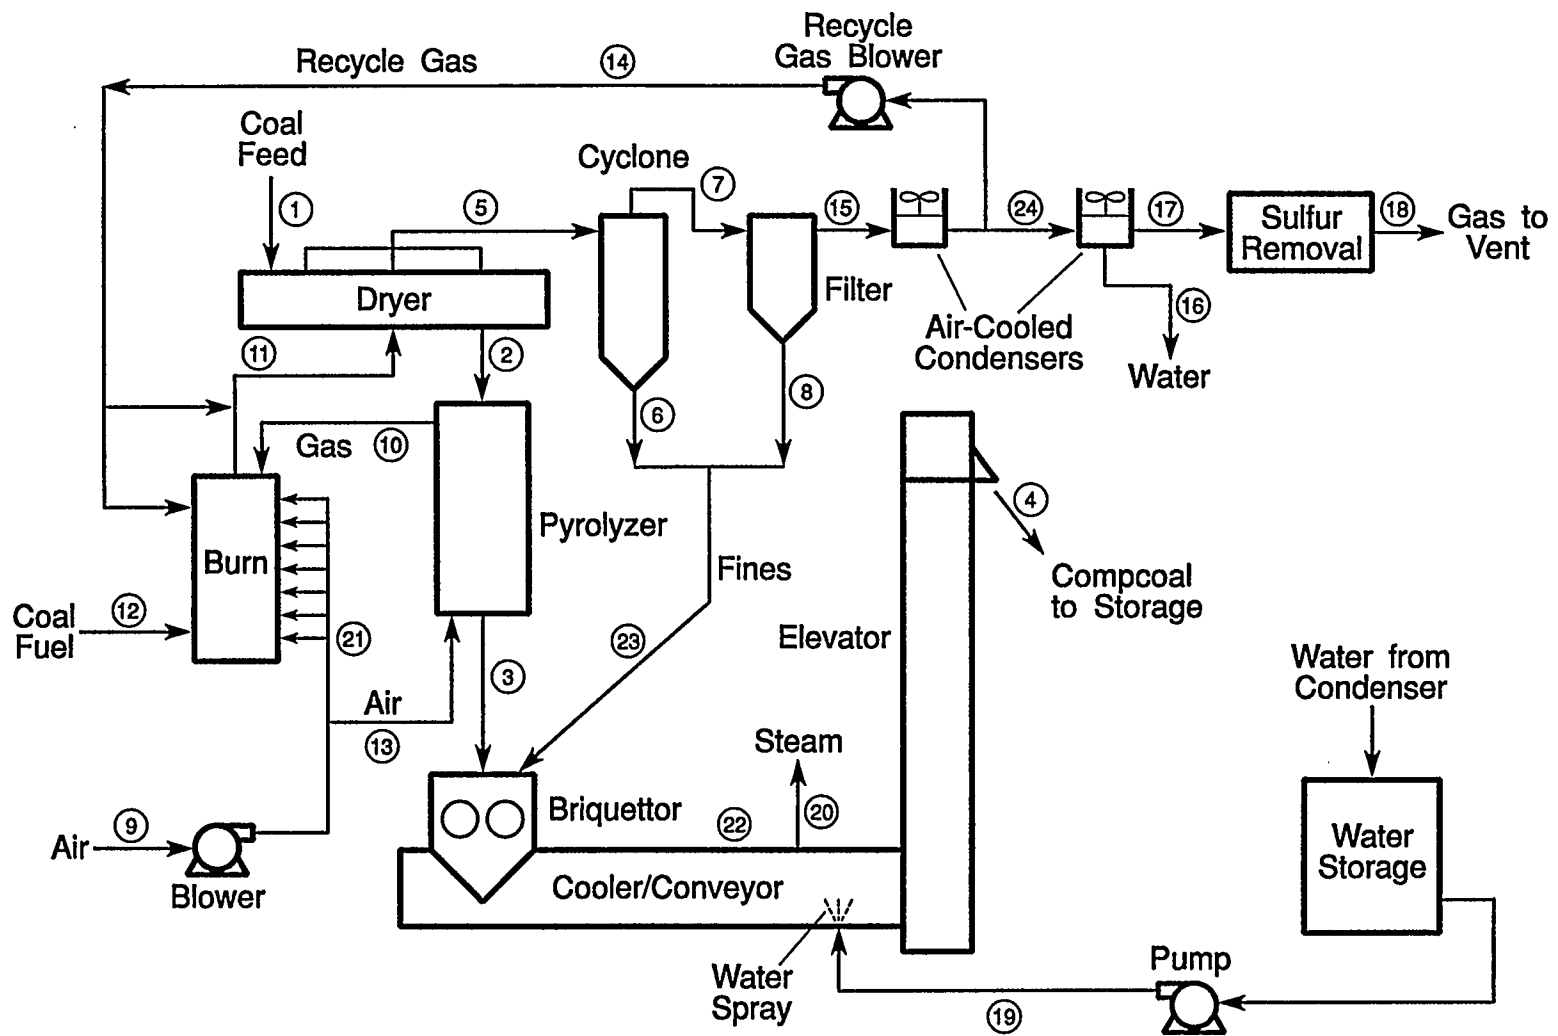 Recycle
Gas Blower
Recycle Gas
14
Coal
Feed
1
Cyclone
5
7
15
24
17
18
Sulfur
Removal
Gas to
Vent
Dryer
Filter
Air-Cooled
Condensers
16
Water
11
2
6
8
Gas
10
4
Pyrolyzer
Burn
Fines
Compcoal
to Storage
Coal
Fuel
12
21
23
Elevator
3
Water from
Condenser
Air
13
Steam
20
22
Briquettor
Air
9
Blower
Cooler/Conveyor
Water
Storage
Water
Spray
Pump
19